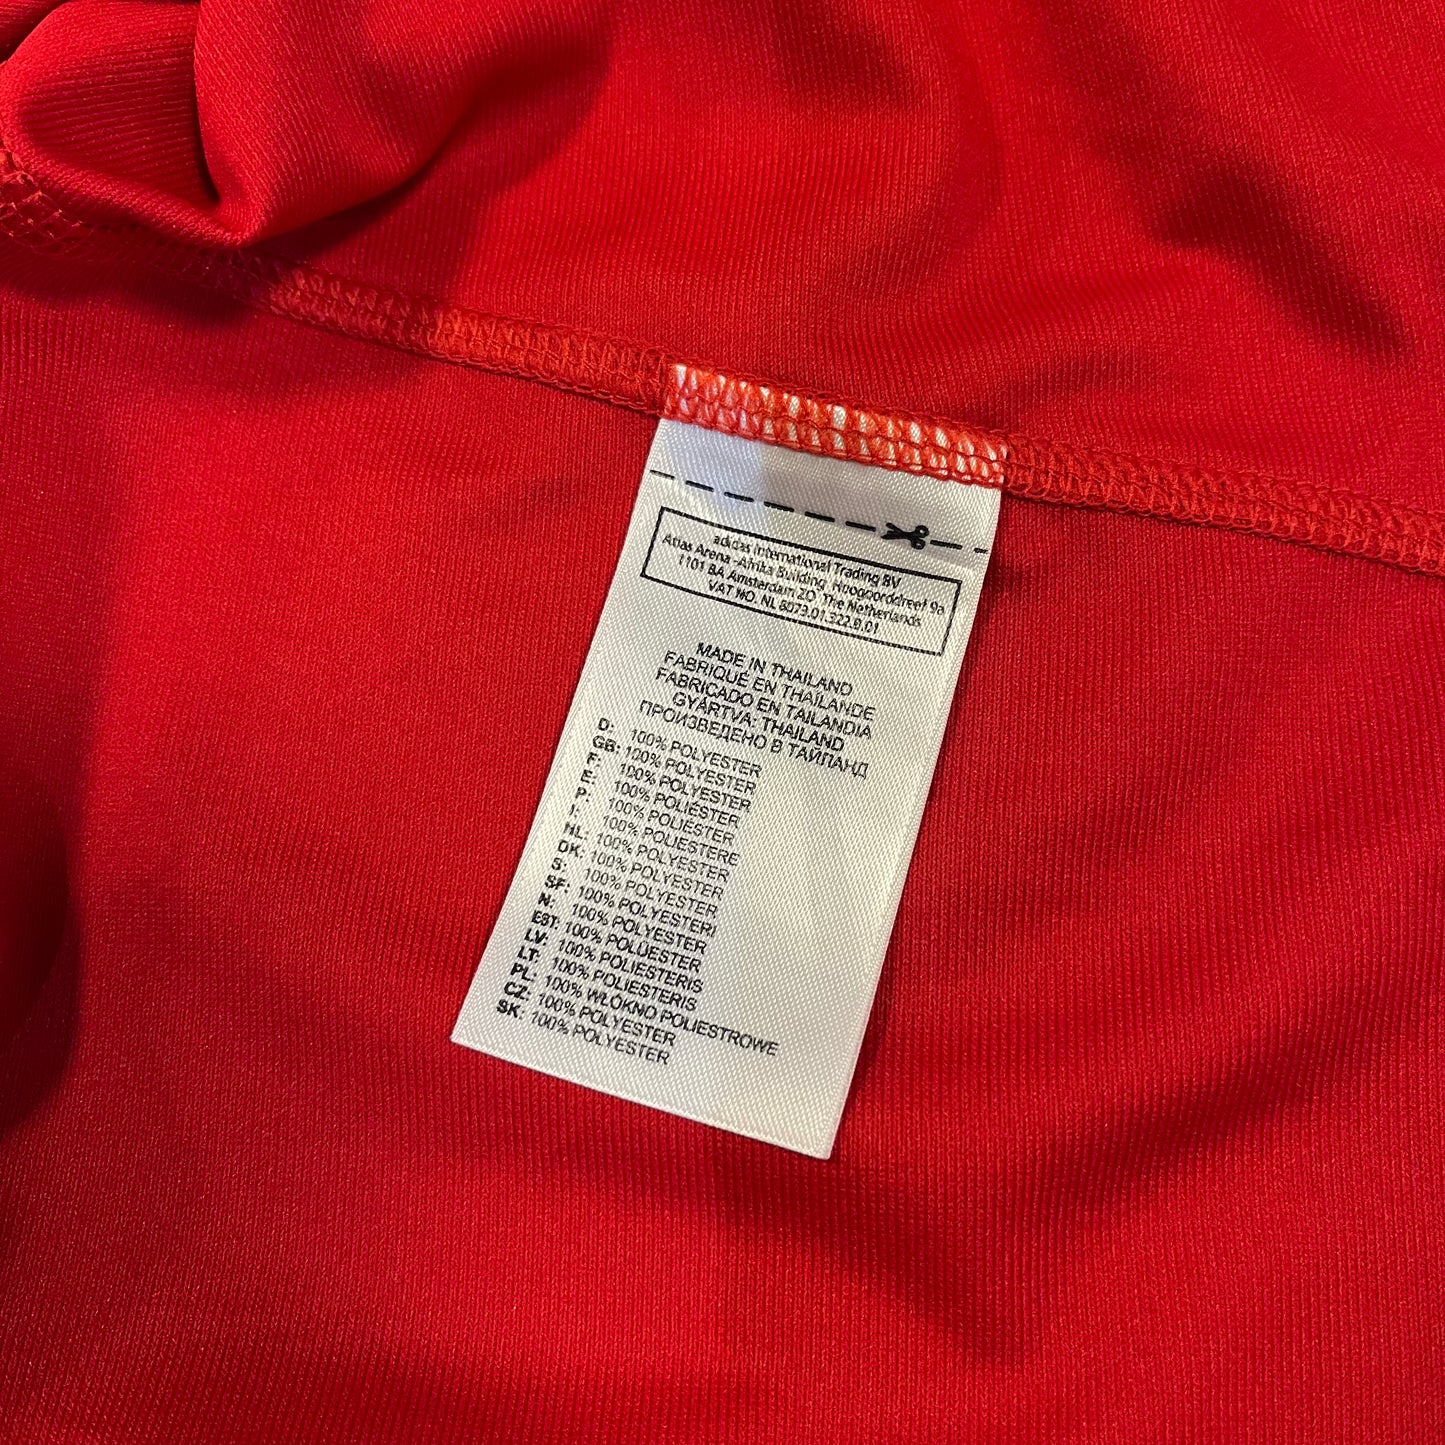 adidas International Trading BV
Atlas Arena -Afrika Building, Hoogoorddreef 9a
1101 BA Amsterdam ZO The Netherlands
VAT NO. NL 8073.01.322.B.01
MADE IN THAILAND
FABRIQUÉ EN THAÏLANDE
FABRICADO EN TAILANDIA
GYÁRTVA: THAILAND
ПРОИЗВЕДЕНО В ТАЙЛАНД
D: 100% POLYESTER
GB: 100% POLYESTER
F: 100% POLYESTER
E: 100% POLIÉSTER
P: 100% POLIÉSTER
I: 100% POLIESTERE
NL: 100% POLYESTER
DK: 100% POLYESTER
S: 100% POLYESTER
SF: 100% POLYESTERI
N: 100% POLYESTER
EST: 100% POLÜESTER
LV: 100% POLIESTERIS
LT: 100% POLIESTERIS
PL: 100% WŁÓKNO POLIESTROWE
CZ: 100% POLYESTER
SK: 100% POLYESTER